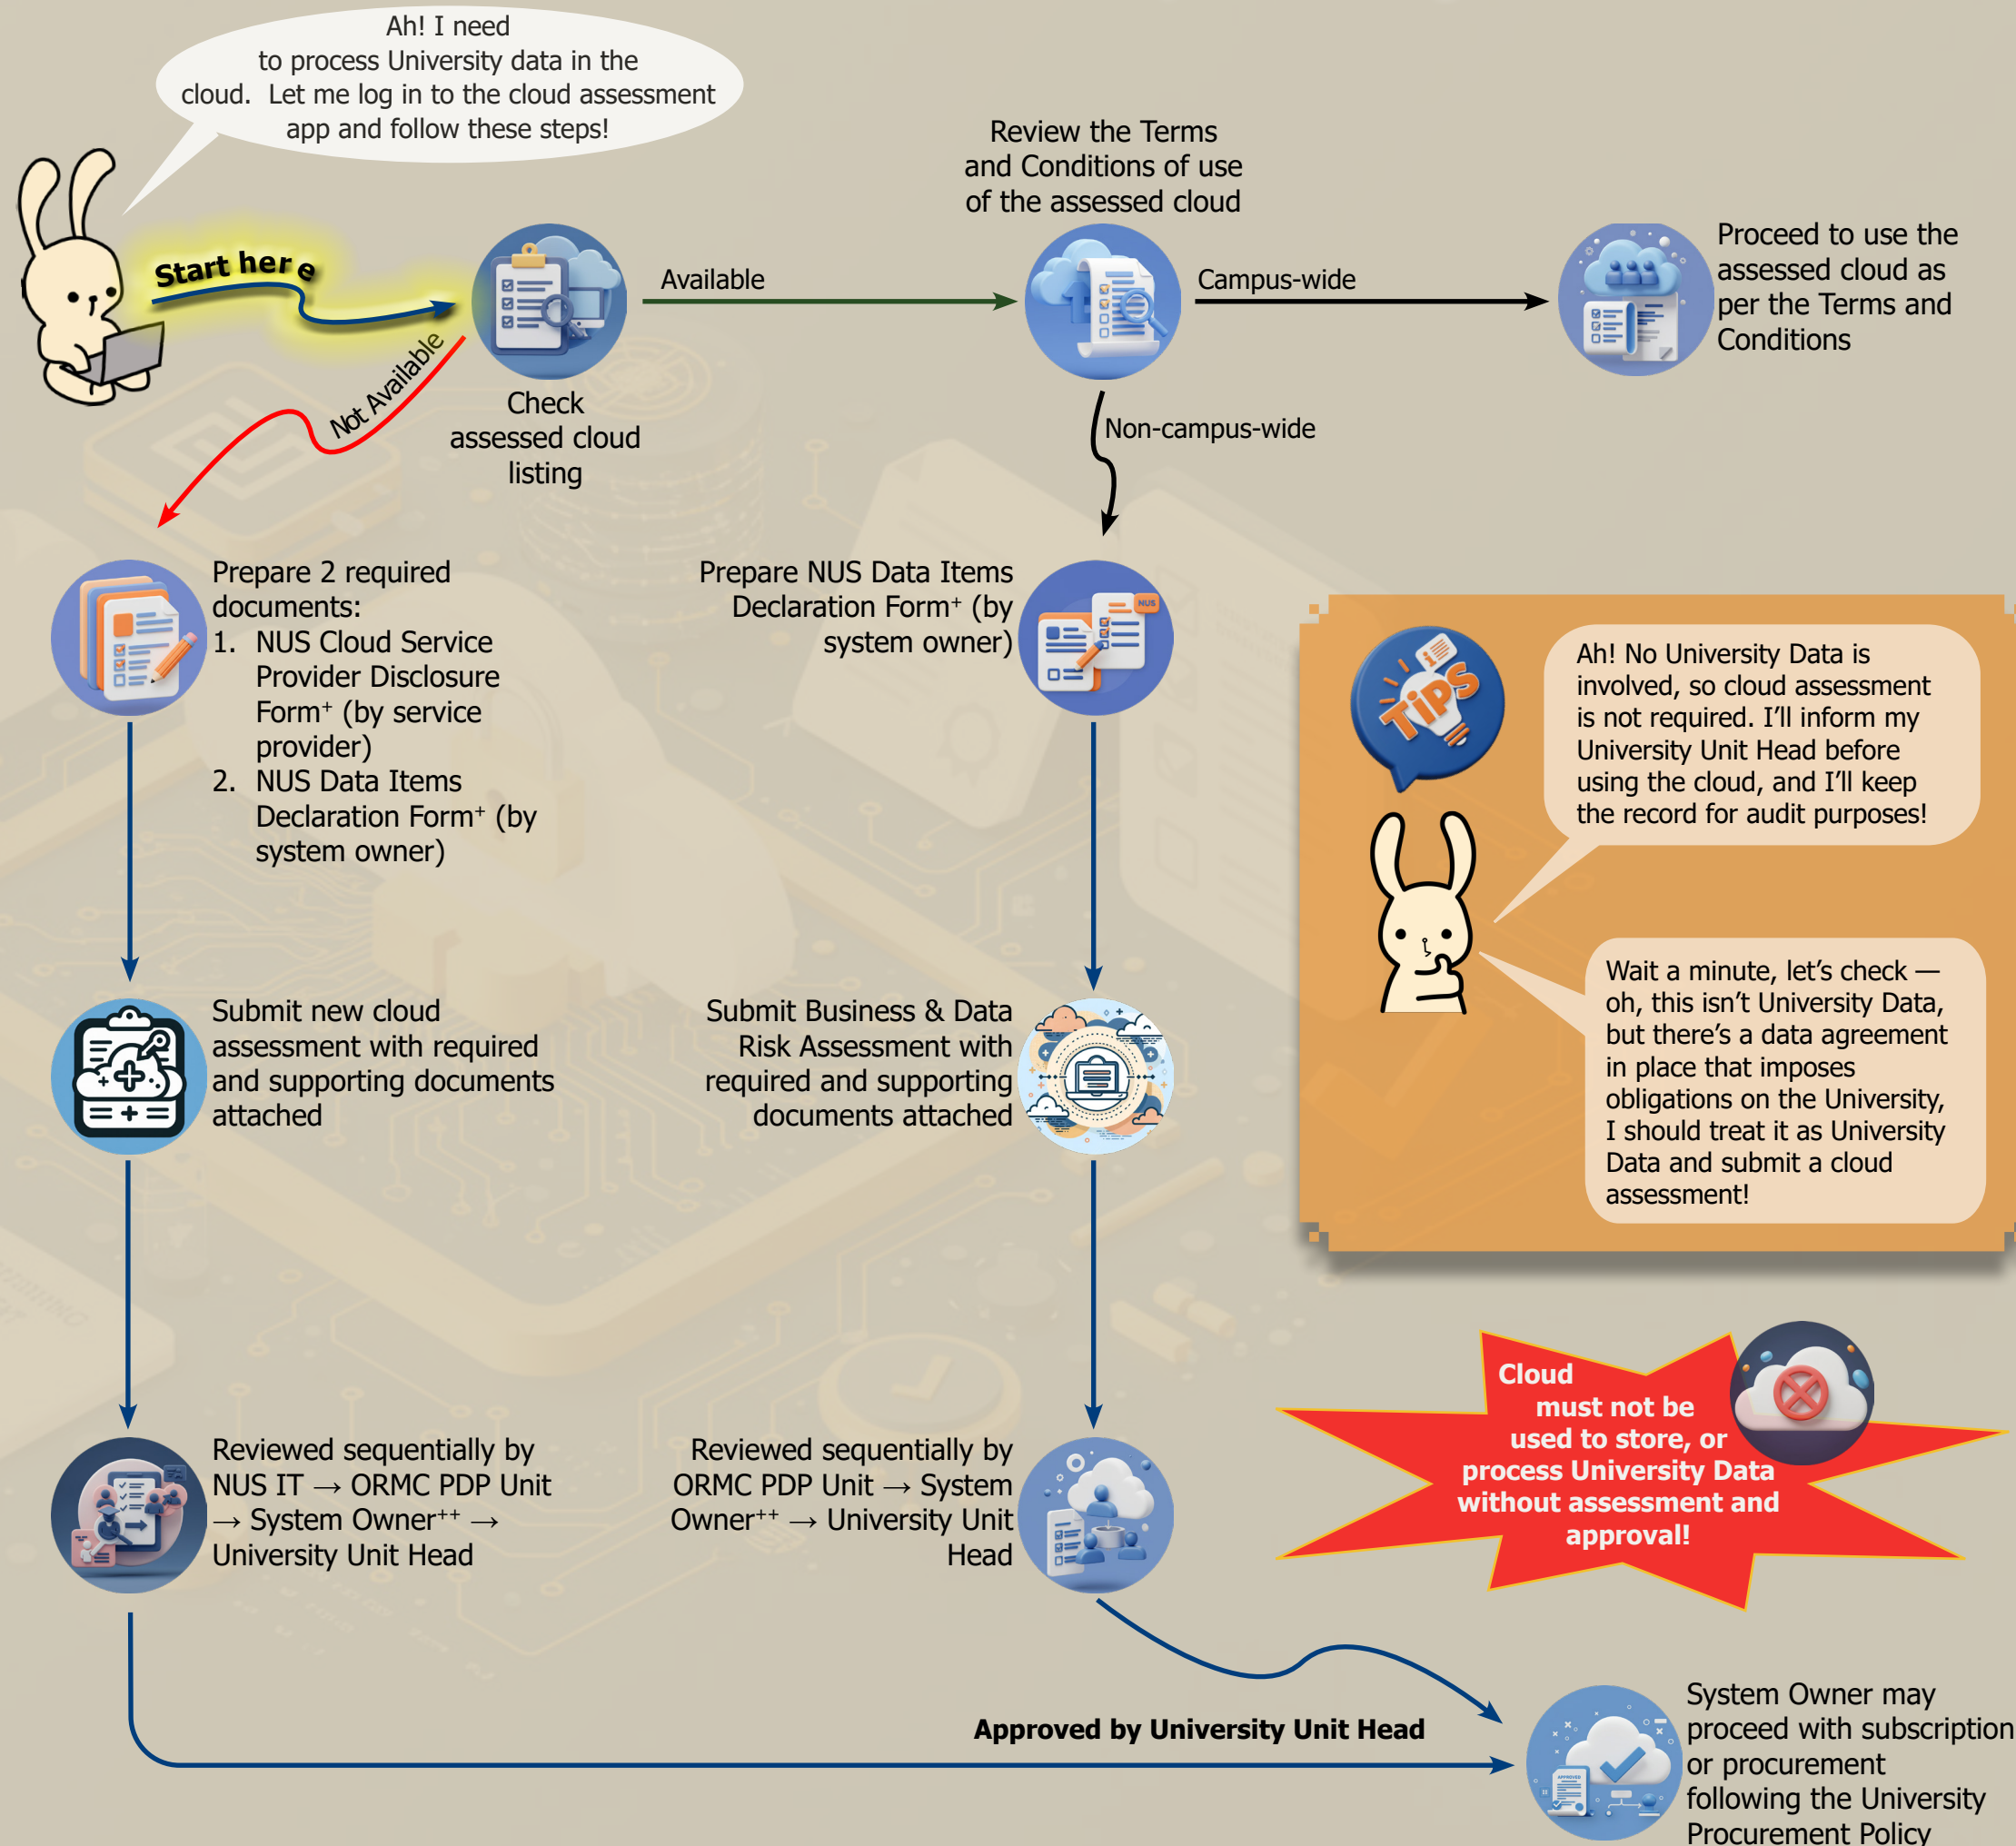 Ah! I need
to process University data in the
cloud. Let me log in to the cloud assessment
app and follow these steps!
Start here
Check
assessed cloud
listing
Available
Review the Terms
and Conditions of use
of the assessed cloud
Campus-wide
Proceed to use the
assessed cloud as
per the Terms and
Conditions
Not Available
Non-campus-wide
Prepare 2 required
documents:
1. NUS Cloud Service
Provider Disclosure
Form⁺ (by service
provider)
2. NUS Data Items
Declaration Form⁺ (by
system owner)
Submit new cloud
assessment with required
and supporting documents
attached
Reviewed sequentially by
NUS IT → ORMC PDP Unit
→ System Owner⁺⁺ →
University Unit Head
Prepare NUS Data Items
Declaration Form⁺ (by
system owner)
NUS
Submit Business & Data
Risk Assessment with
required and supporting
documents attached
Reviewed sequentially by
ORMC PDP Unit → System
Owner⁺⁺ → University Unit
Head
TiPS
Ah! No University Data is
involved, so cloud assessment
is not required. I’ll inform my
University Unit Head before
using the cloud, and I’ll keep
the record for audit purposes!
Wait a minute, let’s check —
oh, this isn’t University Data,
but there’s a data agreement
in place that imposes
obligations on the University,
I should treat it as University
Data and submit a cloud
assessment!
Cloud
must not be
used to store, or
process University Data
without assessment and
approval!
Approved by University Unit Head
APPROVED
System Owner may
proceed with subscription
or procurement
following the University
Procurement Policy